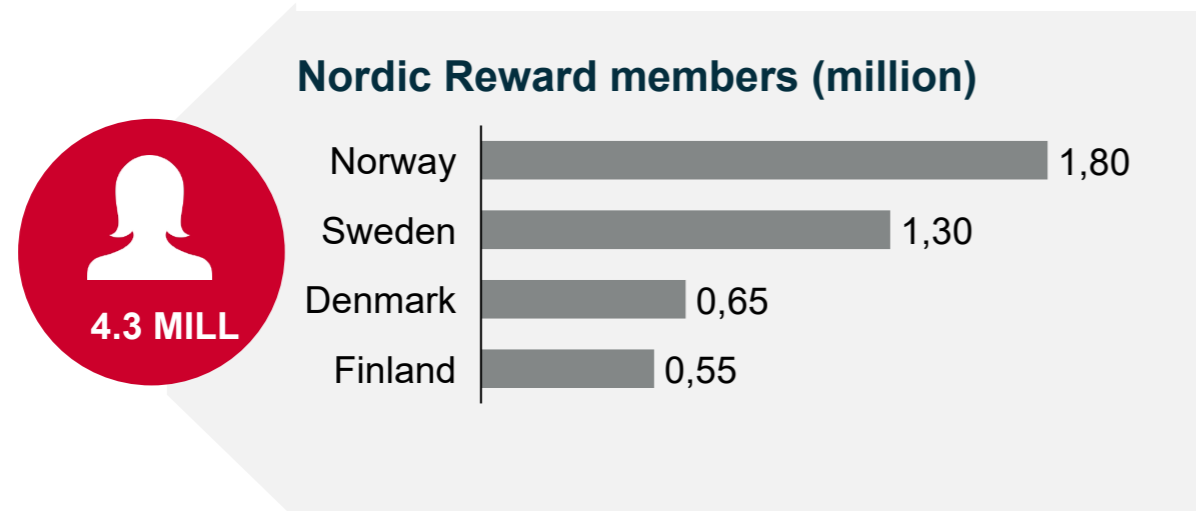 Nordic Reward members (million)
Norway 1,80
Sweden 1,30
Denmark 0,65
Finland 0,55
4.3 MILL